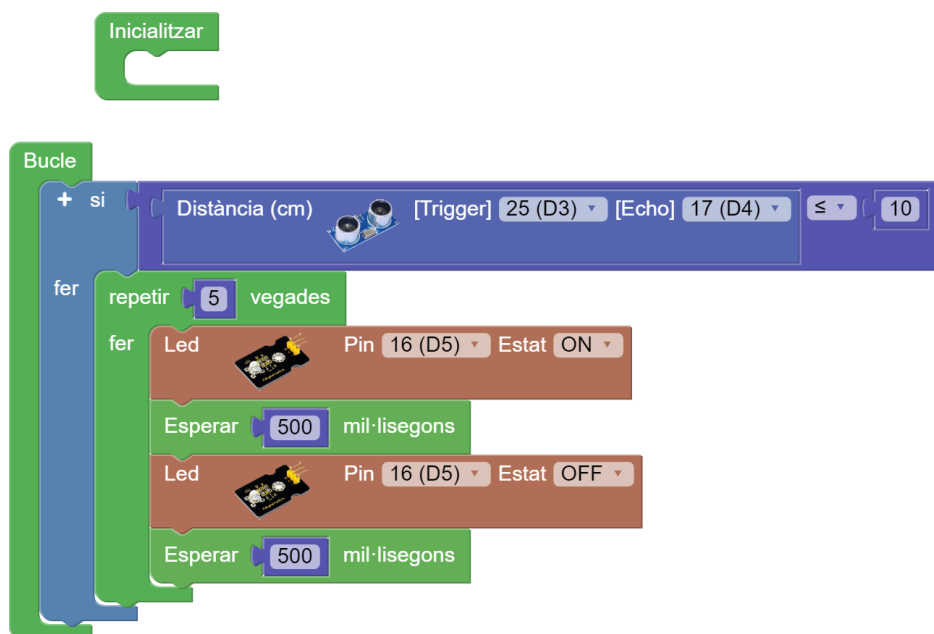 Inicialitzar
Bucle
+ si Distància (cm) [Trigger] 25 (D3) [Echo] 17 (D4) ≤ 10
fer repetir 5 vegades
fer Led Pin 16 (D5) Estat ON
Esperar 500 mil·lisegons
Led Pin 16 (D5) Estat OFF
Esperar 500 mil·lisegons